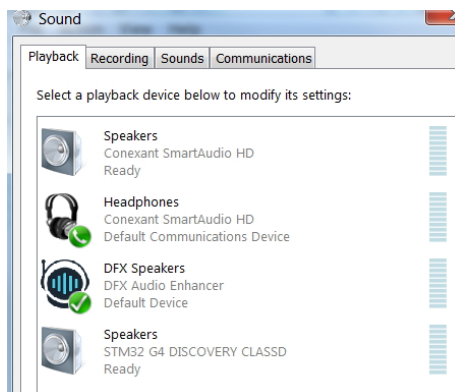 Sound
Playback Recording Sounds Communications
Select a playback device below to modify its settings:
Speakers
Conexant SmartAudio HD
Ready
Headphones
Conexant SmartAudio HD
Default Communications Device
DFX Speakers
DFX Audio Enhancer
Default Device
Speakers
STM32 G4 DISCOVERY CLASSD
Ready